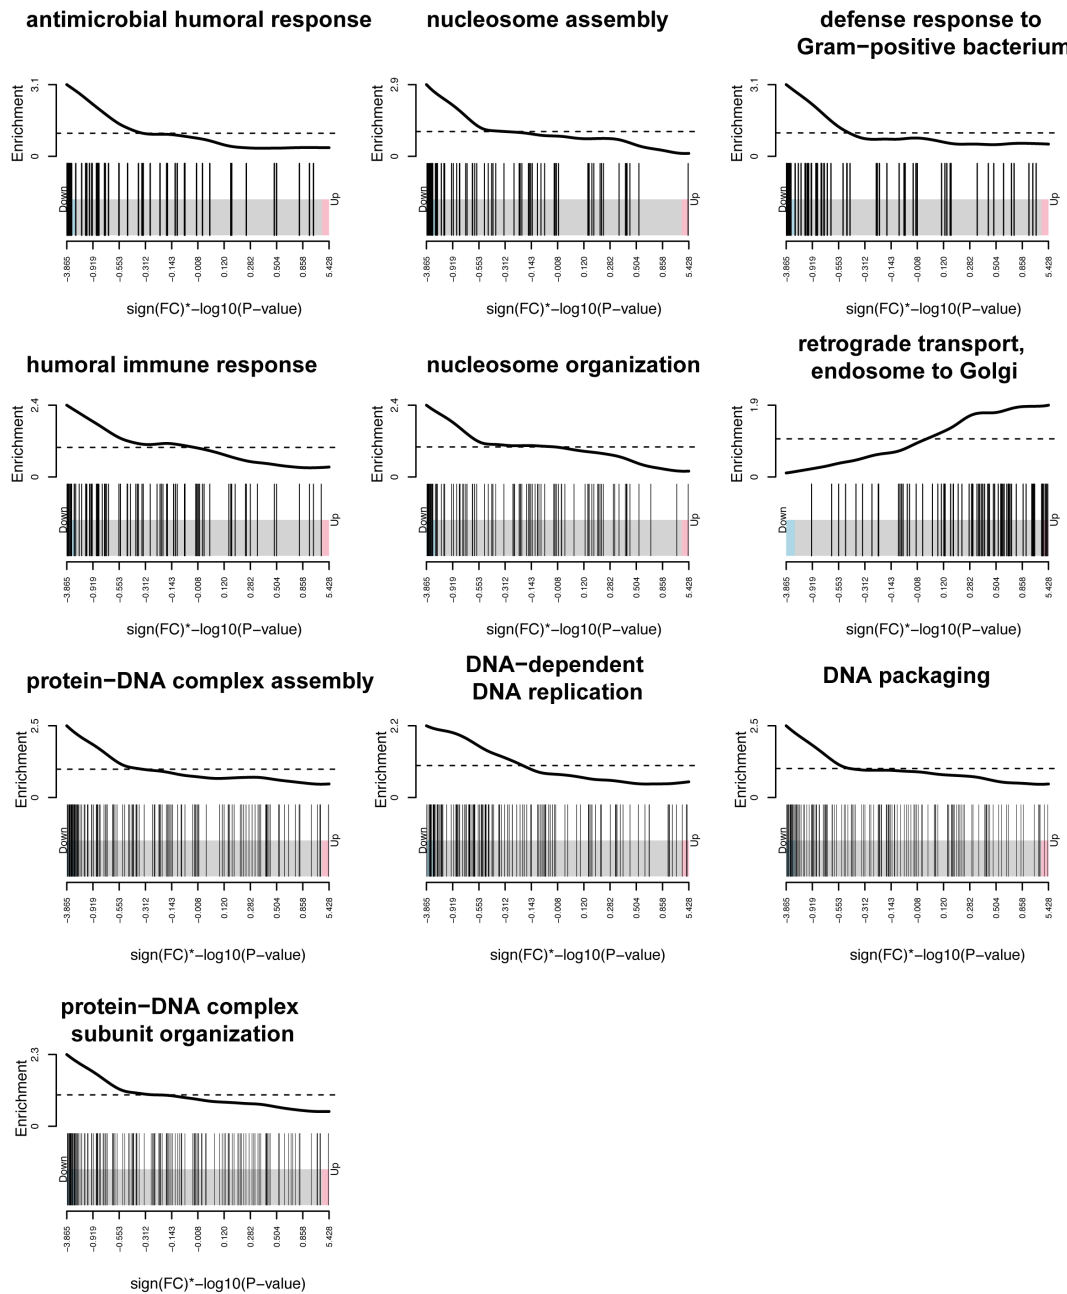 antimicrobial humoral response
Enrichment
0 3.1
Down
Up
−3.865 −0.919 −0.553 −0.312 −0.143 −0.008 0.120 0.282 0.504 0.858 5.428
sign(FC)*−log10(P−value)
nucleosome assembly
Enrichment
0 2.9
Down
Up
−3.865 −0.919 −0.553 −0.312 −0.143 −0.008 0.120 0.282 0.504 0.858 5.428
sign(FC)*−log10(P−value)
defense response to
Gram−positive bacterium
Enrichment
0 3.1
Down
Up
−3.865 −0.919 −0.553 −0.312 −0.143 −0.008 0.120 0.282 0.504 0.858 5.428
sign(FC)*−log10(P−value)
humoral immune response
Enrichment
0 2.4
Down
Up
−3.865 −0.919 −0.553 −0.312 −0.143 −0.008 0.120 0.282 0.504 0.858 5.428
sign(FC)*−log10(P−value)
nucleosome organization
Enrichment
0 2.4
Down
Up
−3.865 −0.919 −0.553 −0.312 −0.143 −0.008 0.120 0.282 0.504 0.858 5.428
sign(FC)*−log10(P−value)
retrograde transport,
endosome to Golgi
Enrichment
0 1.9
Down
Up
−3.865 −0.919 −0.553 −0.312 −0.143 −0.008 0.120 0.282 0.504 0.858 5.428
sign(FC)*−log10(P−value)
protein−DNA complex assembly
Enrichment
0 2.5
Down
Up
−3.865 −0.919 −0.553 −0.312 −0.143 −0.008 0.120 0.282 0.504 0.858 5.428
sign(FC)*−log10(P−value)
DNA−dependent
DNA replication
Enrichment
0 2.2
Down
Up
−3.865 −0.919 −0.553 −0.312 −0.143 −0.008 0.120 0.282 0.504 0.858 5.428
sign(FC)*−log10(P−value)
DNA packaging
Enrichment
0 2.5
Down
Up
−3.865 −0.919 −0.553 −0.312 −0.143 −0.008 0.120 0.282 0.504 0.858 5.428
sign(FC)*−log10(P−value)
protein−DNA complex
subunit organization
Enrichment
0 2.3
Down
Up
−3.865 −0.919 −0.553 −0.312 −0.143 −0.008 0.120 0.282 0.504 0.858 5.428
sign(FC)*−log10(P−value)